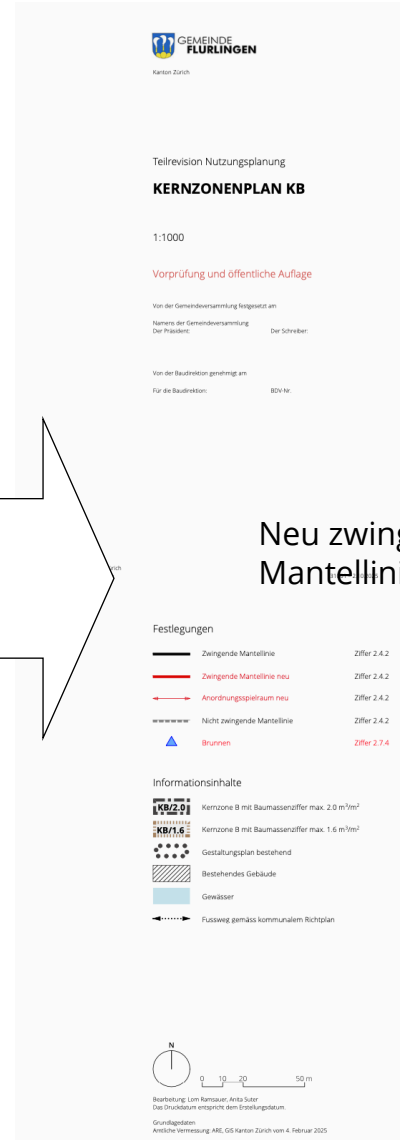 GEMEINDE
FLURLINGEN
Kanton Zürich
Teilrevision Nutzungsplanung
KERNZONENPLAN KB
1:1000
Vorprüfung und öffentliche Auflage
Von der Gemeindeversammlung festgesetzt am
Namens der Gemeindeversammlung
Der Präsident: Der Schreiber:
Von der Baudirektion genehmigt am
Für die Baudirektion: BDV-Nr.
Neu
Festlegungen
Zwingende Mantellinie Ziffer 2.4.2
Zwingende Mantellinie neu Ziffer 2.4.2
Anordnungsspielraum neu Ziffer 2.4.2
Nicht zwingende Mantellinie Ziffer 2.4.2
Brunnen Ziffer 2.7.4
Informationsinhalte
KB/2.0 Kernzone B mit Baumassenziffer max. 2.0 m³/m²
KB/1.6 Kernzone B mit Baumassenziffer max. 1.6 m³/m²
Gestaltungsplan bestehend
Bestehendes Gebäude
Gewässer
Fussweg gemäss kommunalem Richtplan
N
0 10 20 50 m
Bearbeitung: Lom Ramsauer, Anita Suter
Das Druckdatum entspricht dem Erstellungsdatum.
Grundlagedaten
Amtliche Vermessung: ARE, GIS Kanton Zürich vom 4. Februar 2025